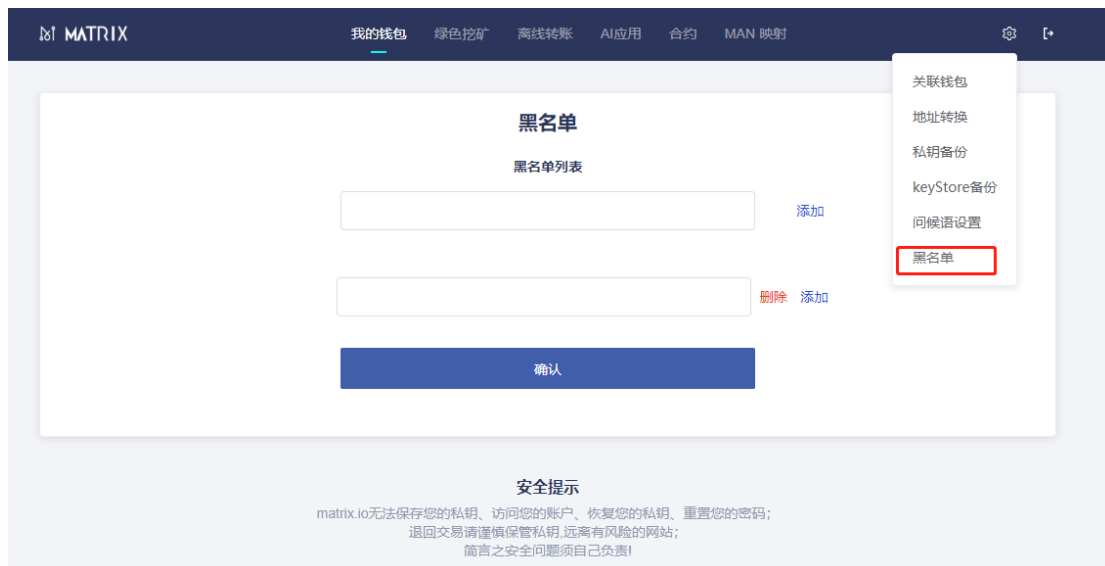 MATRIX
我的钱包 绿色挖矿 离线转账 AI应用 合约 MAN 映射
关联钱包
地址转换
私钥备份
keyStore备份
问候语设置
黑名单
黑名单
黑名单列表
添加
删除 添加
确认
安全提示
matrix.io无法保存您的私钥、访问您的账户、恢复您的私钥、重置您的密码;
退回交易请谨慎保管私钥,远离有风险的网站;
简言之安全问题须自己负责!